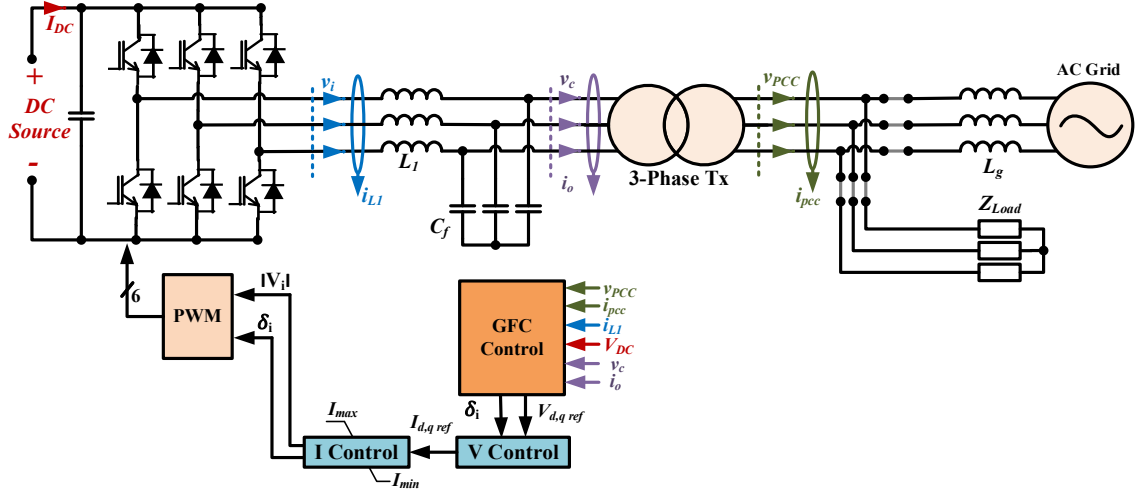 I_DC
+
DC
Source
-
v_i
i_L1
L_1
C_f
v_c
i_o
3-Phase Tx
v_PCC
i_pcc
AC Grid
L_g
Z_Load
6
PWM
|V_i|
δ_i
GFC
Control
v_PCC
i_pcc
i_L1
V_DC
v_c
i_o
δ_i
V_d,q ref
I_max
I_d,q ref
I Control
V Control
I_min